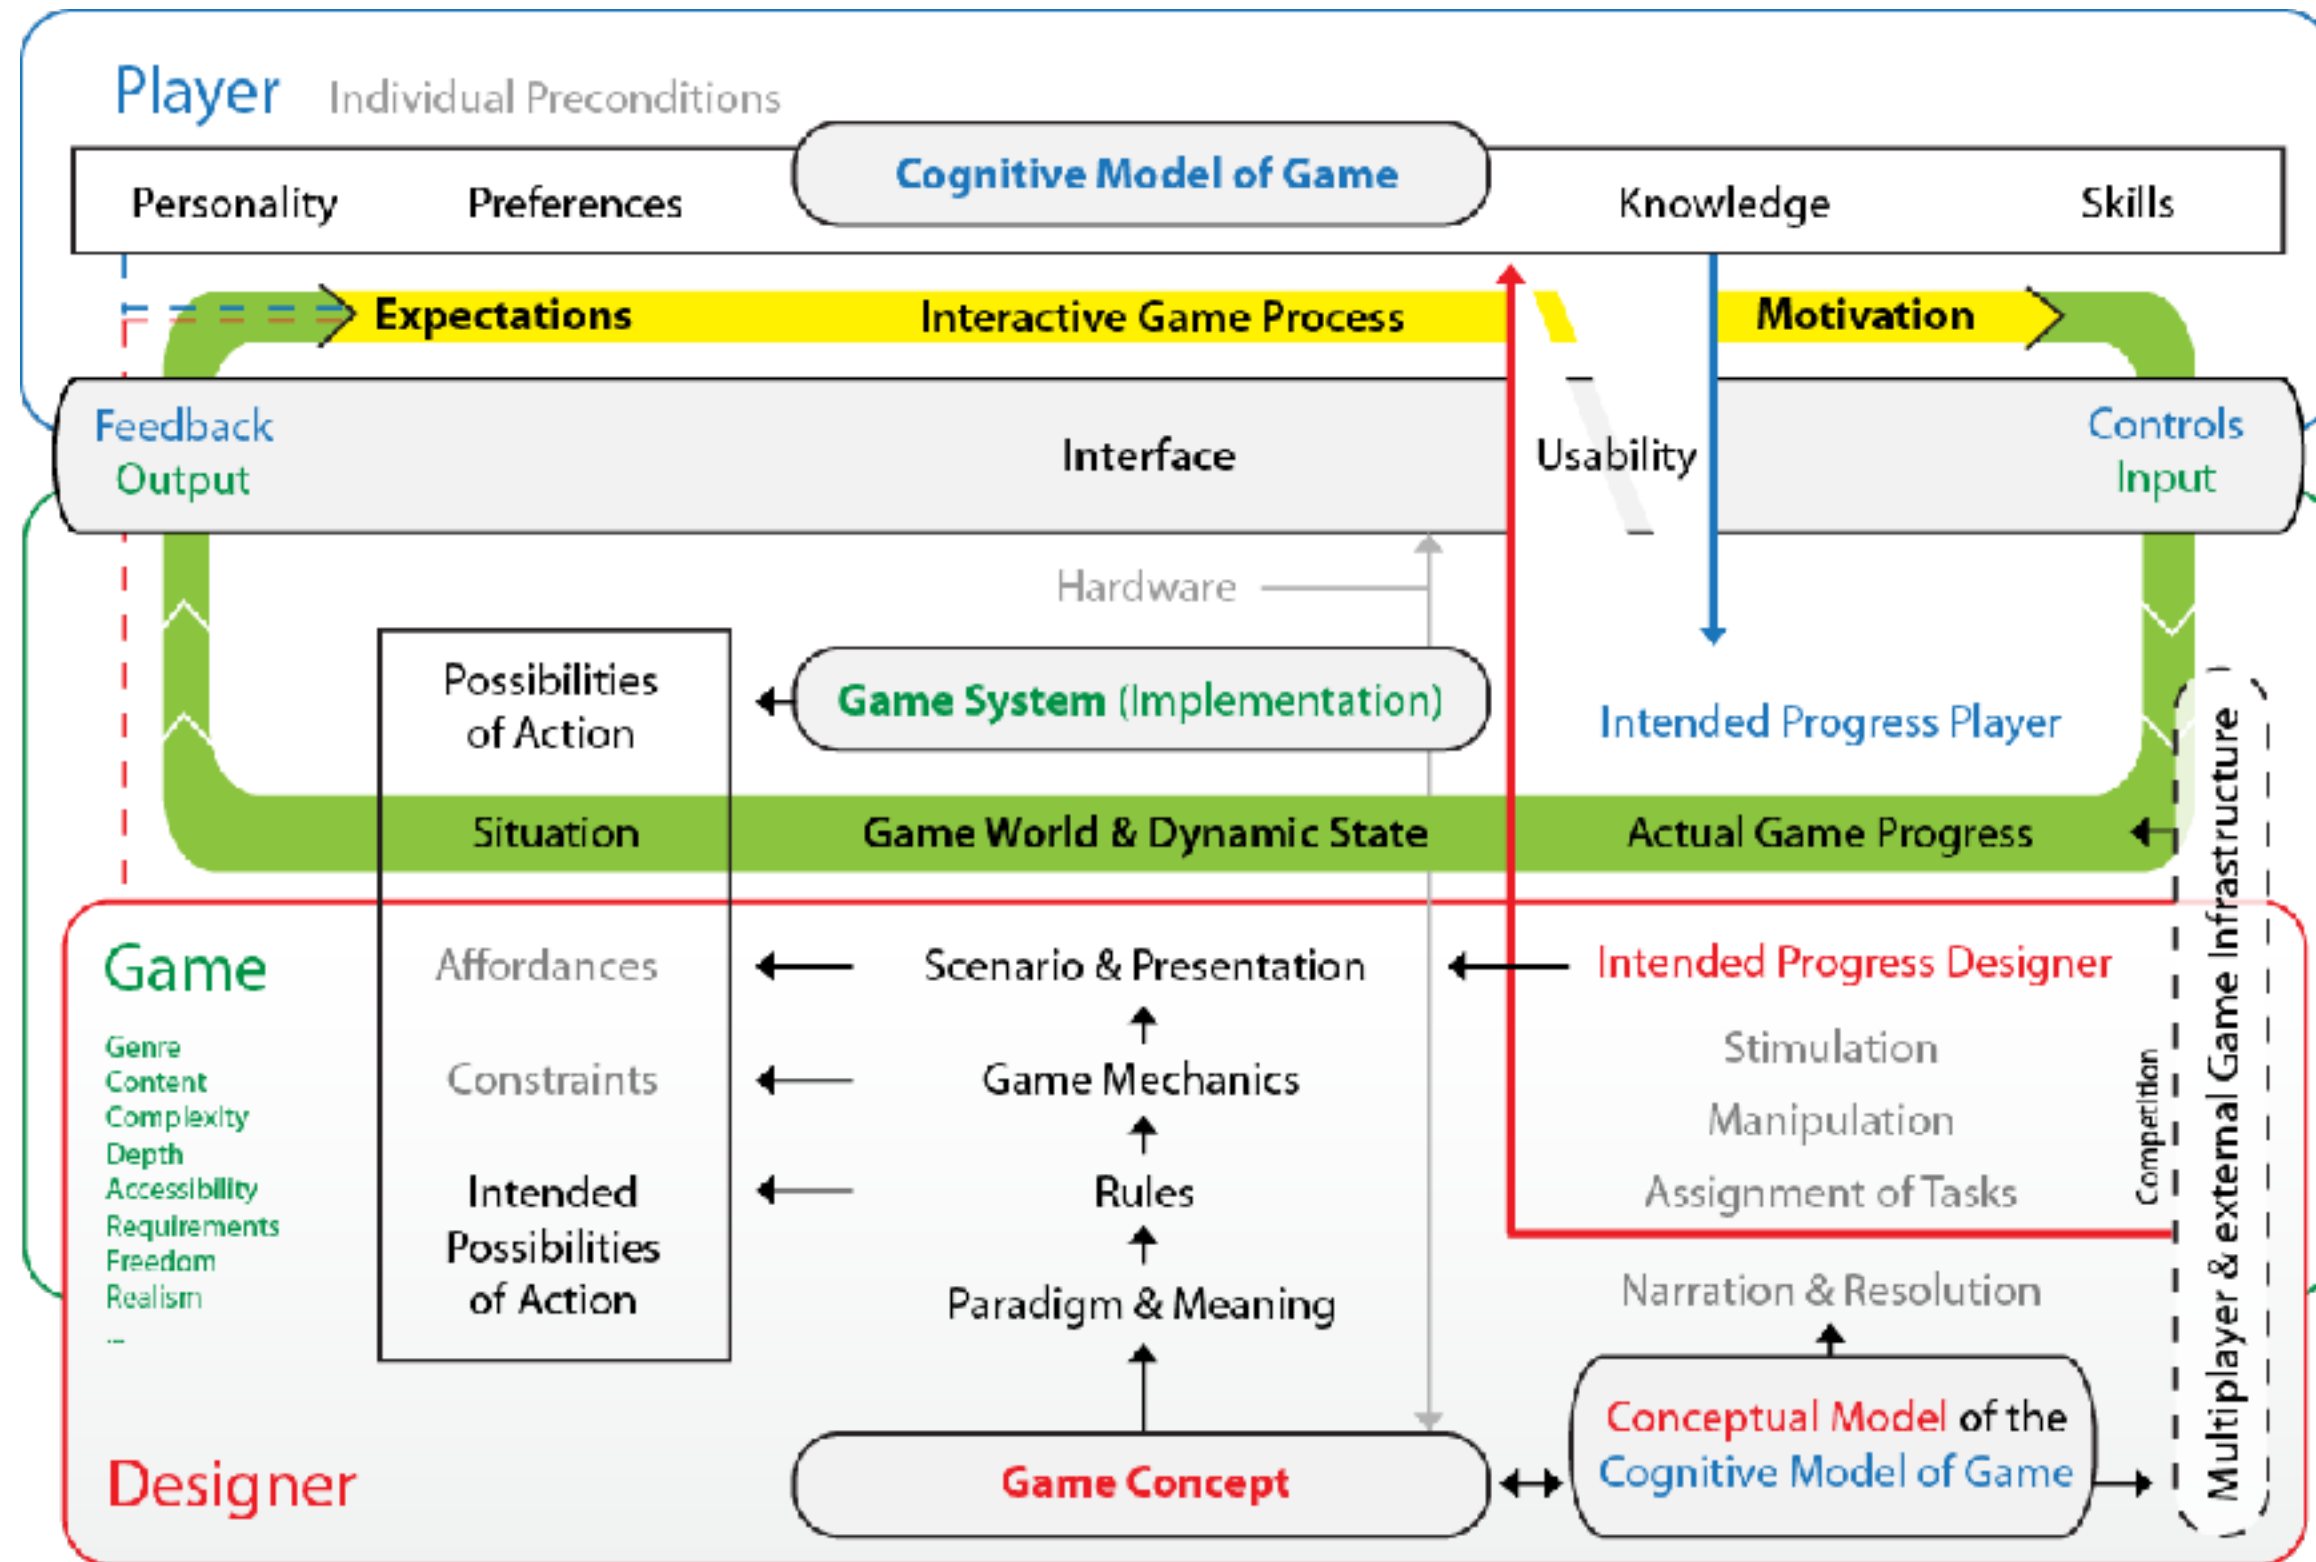 Player Individual Preconditions
Cognitive Model of Game
Personality Preferences Knowledge Skills
Expectations Interactive Game Process Motivation
Feedback
Output
Interface
Usability
Controls
Input
Hardware
Possibilities
of Action
Game System (Implementation)
Intended Progress Player
Situation Game World & Dynamic State Actual Game Progress
Game
Genre
Content
Complexity
Depth
Accessibility
Requirements
Freedom
Realism
...
Affordances
Constraints
Intended
Possibilities
of Action
Scenario & Presentation
Game Mechanics
Rules
Paradigm & Meaning
Intended Progress Designer
Stimulation
Manipulation
Assignment of Tasks
Narration & Resolution
Competition
Multiplayer & external Game Infrastructure
Designer
Game Concept
Conceptual Model of the
Cognitive Model of Game